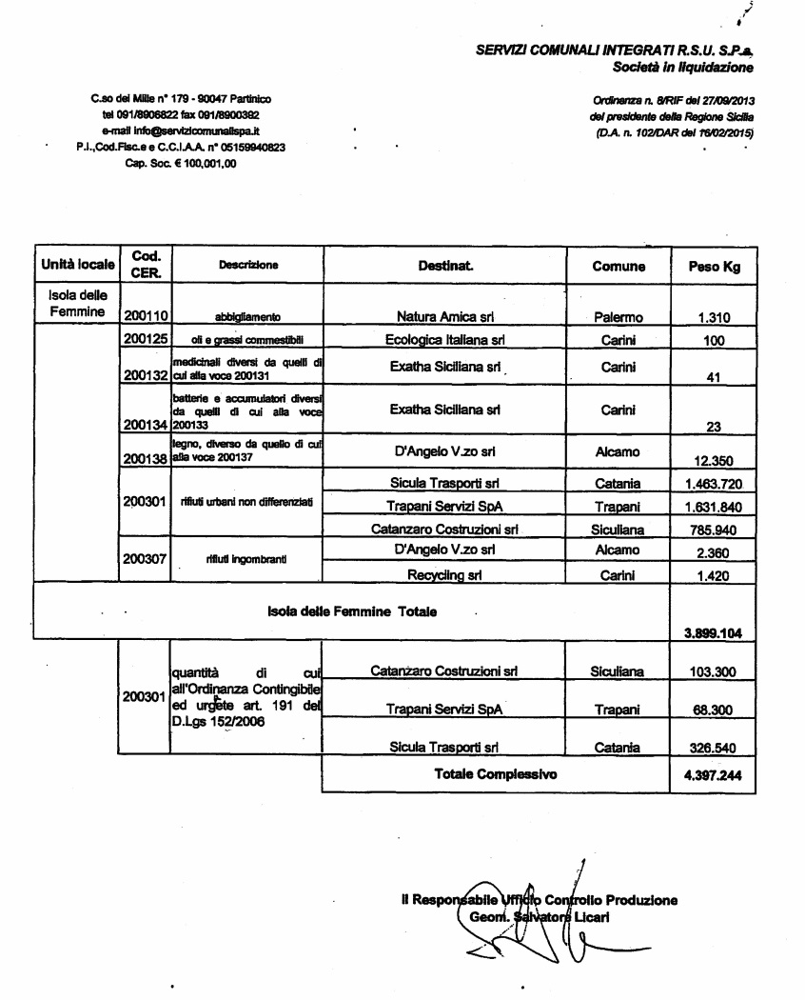 SERVIZI COMUNALI INTEGRATI R.S.U. S.P.a.
Società in liquidazione
C.so dei Mille n° 179 - 90047 Partinico
tel 091/8906822 fax 091/8900392
e-mail info@servizicomunalispa.it
P.I.,Cod.Fisc.e e C.C.I.A.A. n° 05159940823
Cap. Soc. € 100,001,00
Ordinanza n. 8/RIF del 27/09/2013
del presidente della Regione Sicilia
(D.A. n. 102/DAR del 16/02/2015)
Unità locale Cod. CER. Descrizione Destinat. Comune Peso Kg
Isola delle
Femmine 200110 abbigliamento Natura Amica srl Palermo 1.310
200125 oli e grassi commestibili Ecologica Italiana srl Carini 100
medicinali diversi da quelli di
200132 cui alla voce 200131 Exatha Siciliana srl Carini 41
batterie e accumulatori diversi
da quelli di cui alla voce Exatha Siciliana srl Carini
200134 200133 23
legno, diverso da quello di cui
200138 alla voce 200137 D'Angelo V.zo srl Alcamo 12.350
Sicula Trasporti srl Catania 1.463.720
200301 rifiuti urbani non differenziati Trapani Servizi SpA Trapani 1.631.840
Catanzaro Costruzioni srl Siculiana 785.940
200307 rifiuti ingombranti D'Angelo V.zo srl Alcamo 2.360
Recycling srl Carini 1.420
Isola delle Femmine Totale
3.899.104
quantità di cui Catanzaro Costruzioni srl Siculiana 103.300
200301 all'Ordinanza Contingibile
ed urgete art. 191 del Trapani Servizi SpA Trapani 68.300
D.Lgs 152/2006
Sicula Trasporti srl Catania 326.540
Totale Complessivo 4.397.244
Il Responsabile Ufficio Controllo Produzione
Geom. Salvatore Licari